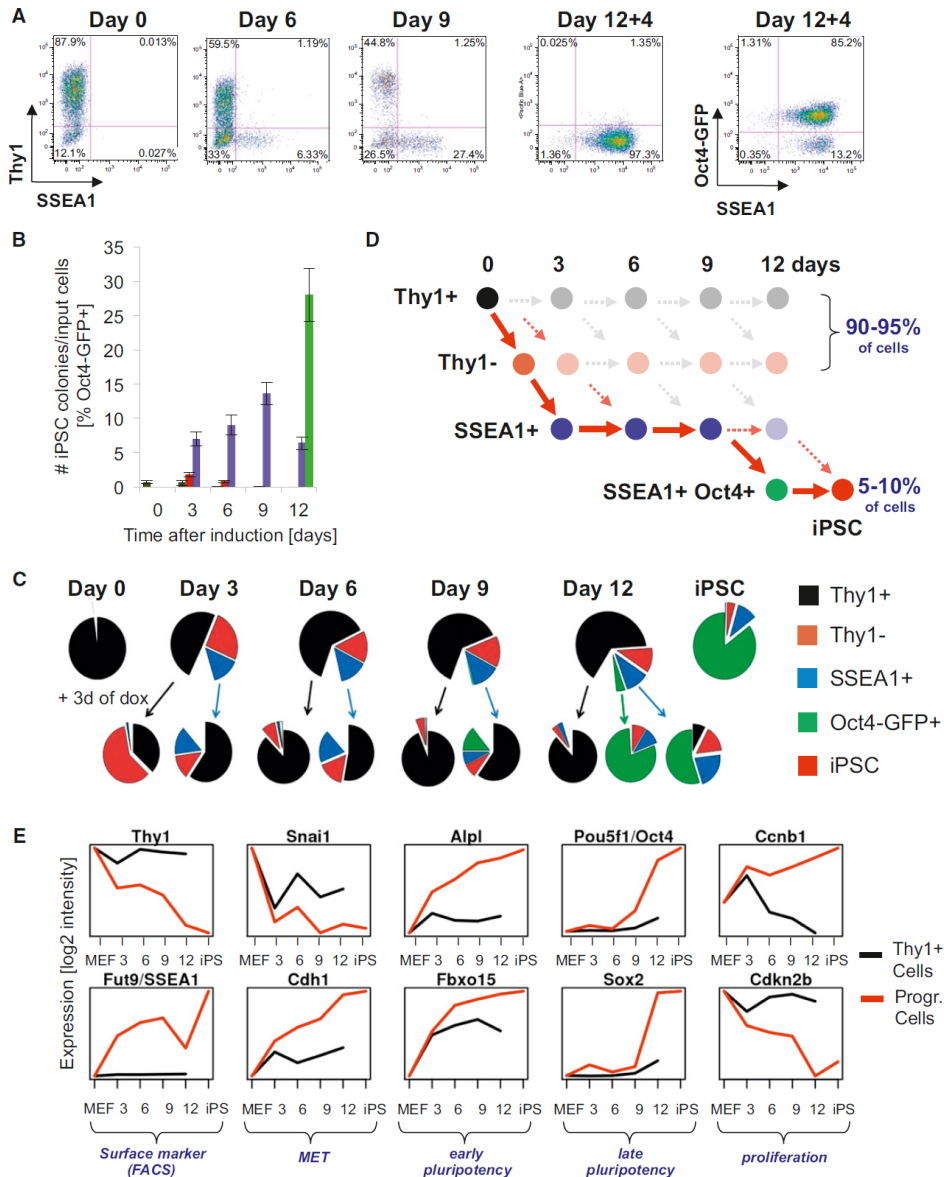 A
Day 0
Day 6
Day 9
Day 12+4
Day 12+4
87.9%
0.013%
12.1%
0.027%
59.5%
1.19%
33%
6.33%
44.8%
1.25%
26.5%
27.4%
0.025%
1.35%
1.36%
97.3%
<Pacific Blue-A>
1.31%
85.2%
0.35%
13.2%
Thy1
SSEA1
Oct4-GFP
SSEA1
B
# iPSC colonies/input cells
[% Oct4-GFP+]
35
30
25
20
15
10
5
0
0 3 6 9 12
Time after induction [days]
D
0 3 6 9 12 days
Thy1+
Thy1-
SSEA1+
SSEA1+ Oct4+
iPSC
90-95%
of cells
5-10%
of cells
C
Day 0
Day 3
Day 6
Day 9
Day 12
iPSC
+ 3d of dox
Thy1+
Thy1-
SSEA1+
Oct4-GFP+
iPSC
E
Expression [log2 intensity]
Thy1
Snai1
Alpl
Pou5f1/Oct4
Ccnb1
MEF 3 6 9 12 iPS
MEF 3 6 9 12 iPS
MEF 3 6 9 12 iPS
MEF 3 6 9 12 iPS
MEF 3 6 9 12 iPS
Fut9/SSEA1
Cdh1
Fbxo15
Sox2
Cdkn2b
MEF 3 6 9 12 iPS
MEF 3 6 9 12 iPS
MEF 3 6 9 12 iPS
MEF 3 6 9 12 iPS
MEF 3 6 9 12 iPS
Thy1+
Cells
Progr.
Cells
Surface marker
(FACS)
MET
early
pluripotency
late
pluripotency
proliferation